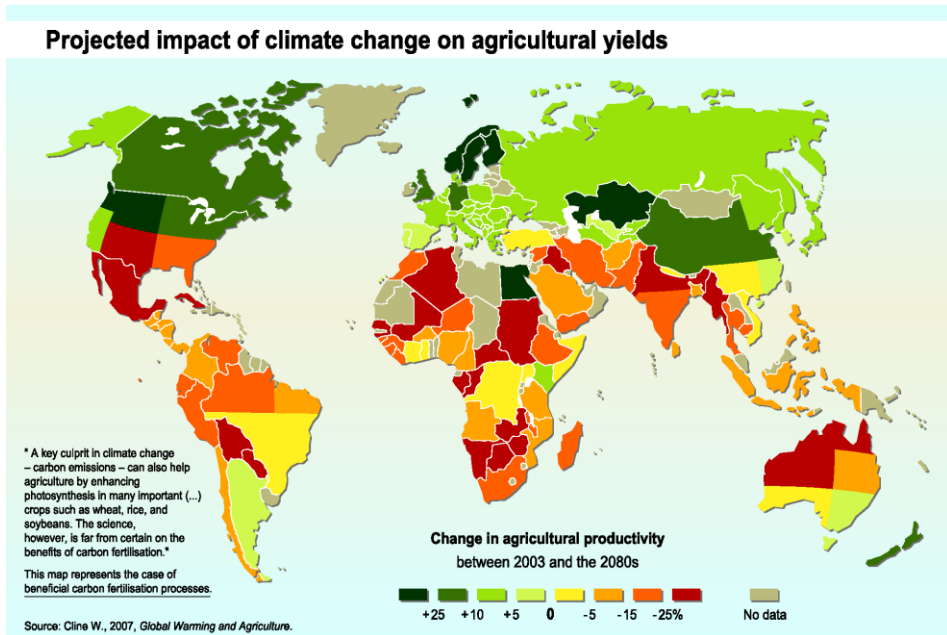 Projected impact of climate change on agricultural yields
" A key culprit in climate change
– carbon emissions – can also help
agriculture by enhancing
photosynthesis in many important (...)
crops such as wheat, rice, and
soybeans. The science,
however, is far from certain on the
benefits of carbon fertilisation."
This map represents the case of
beneficial carbon fertilisation processes.
Source: Cline W., 2007, Global Warming and Agriculture.
Change in agricultural productivity
between 2003 and the 2080s
+25 +10 +5 0 -5 -15 -25% No data